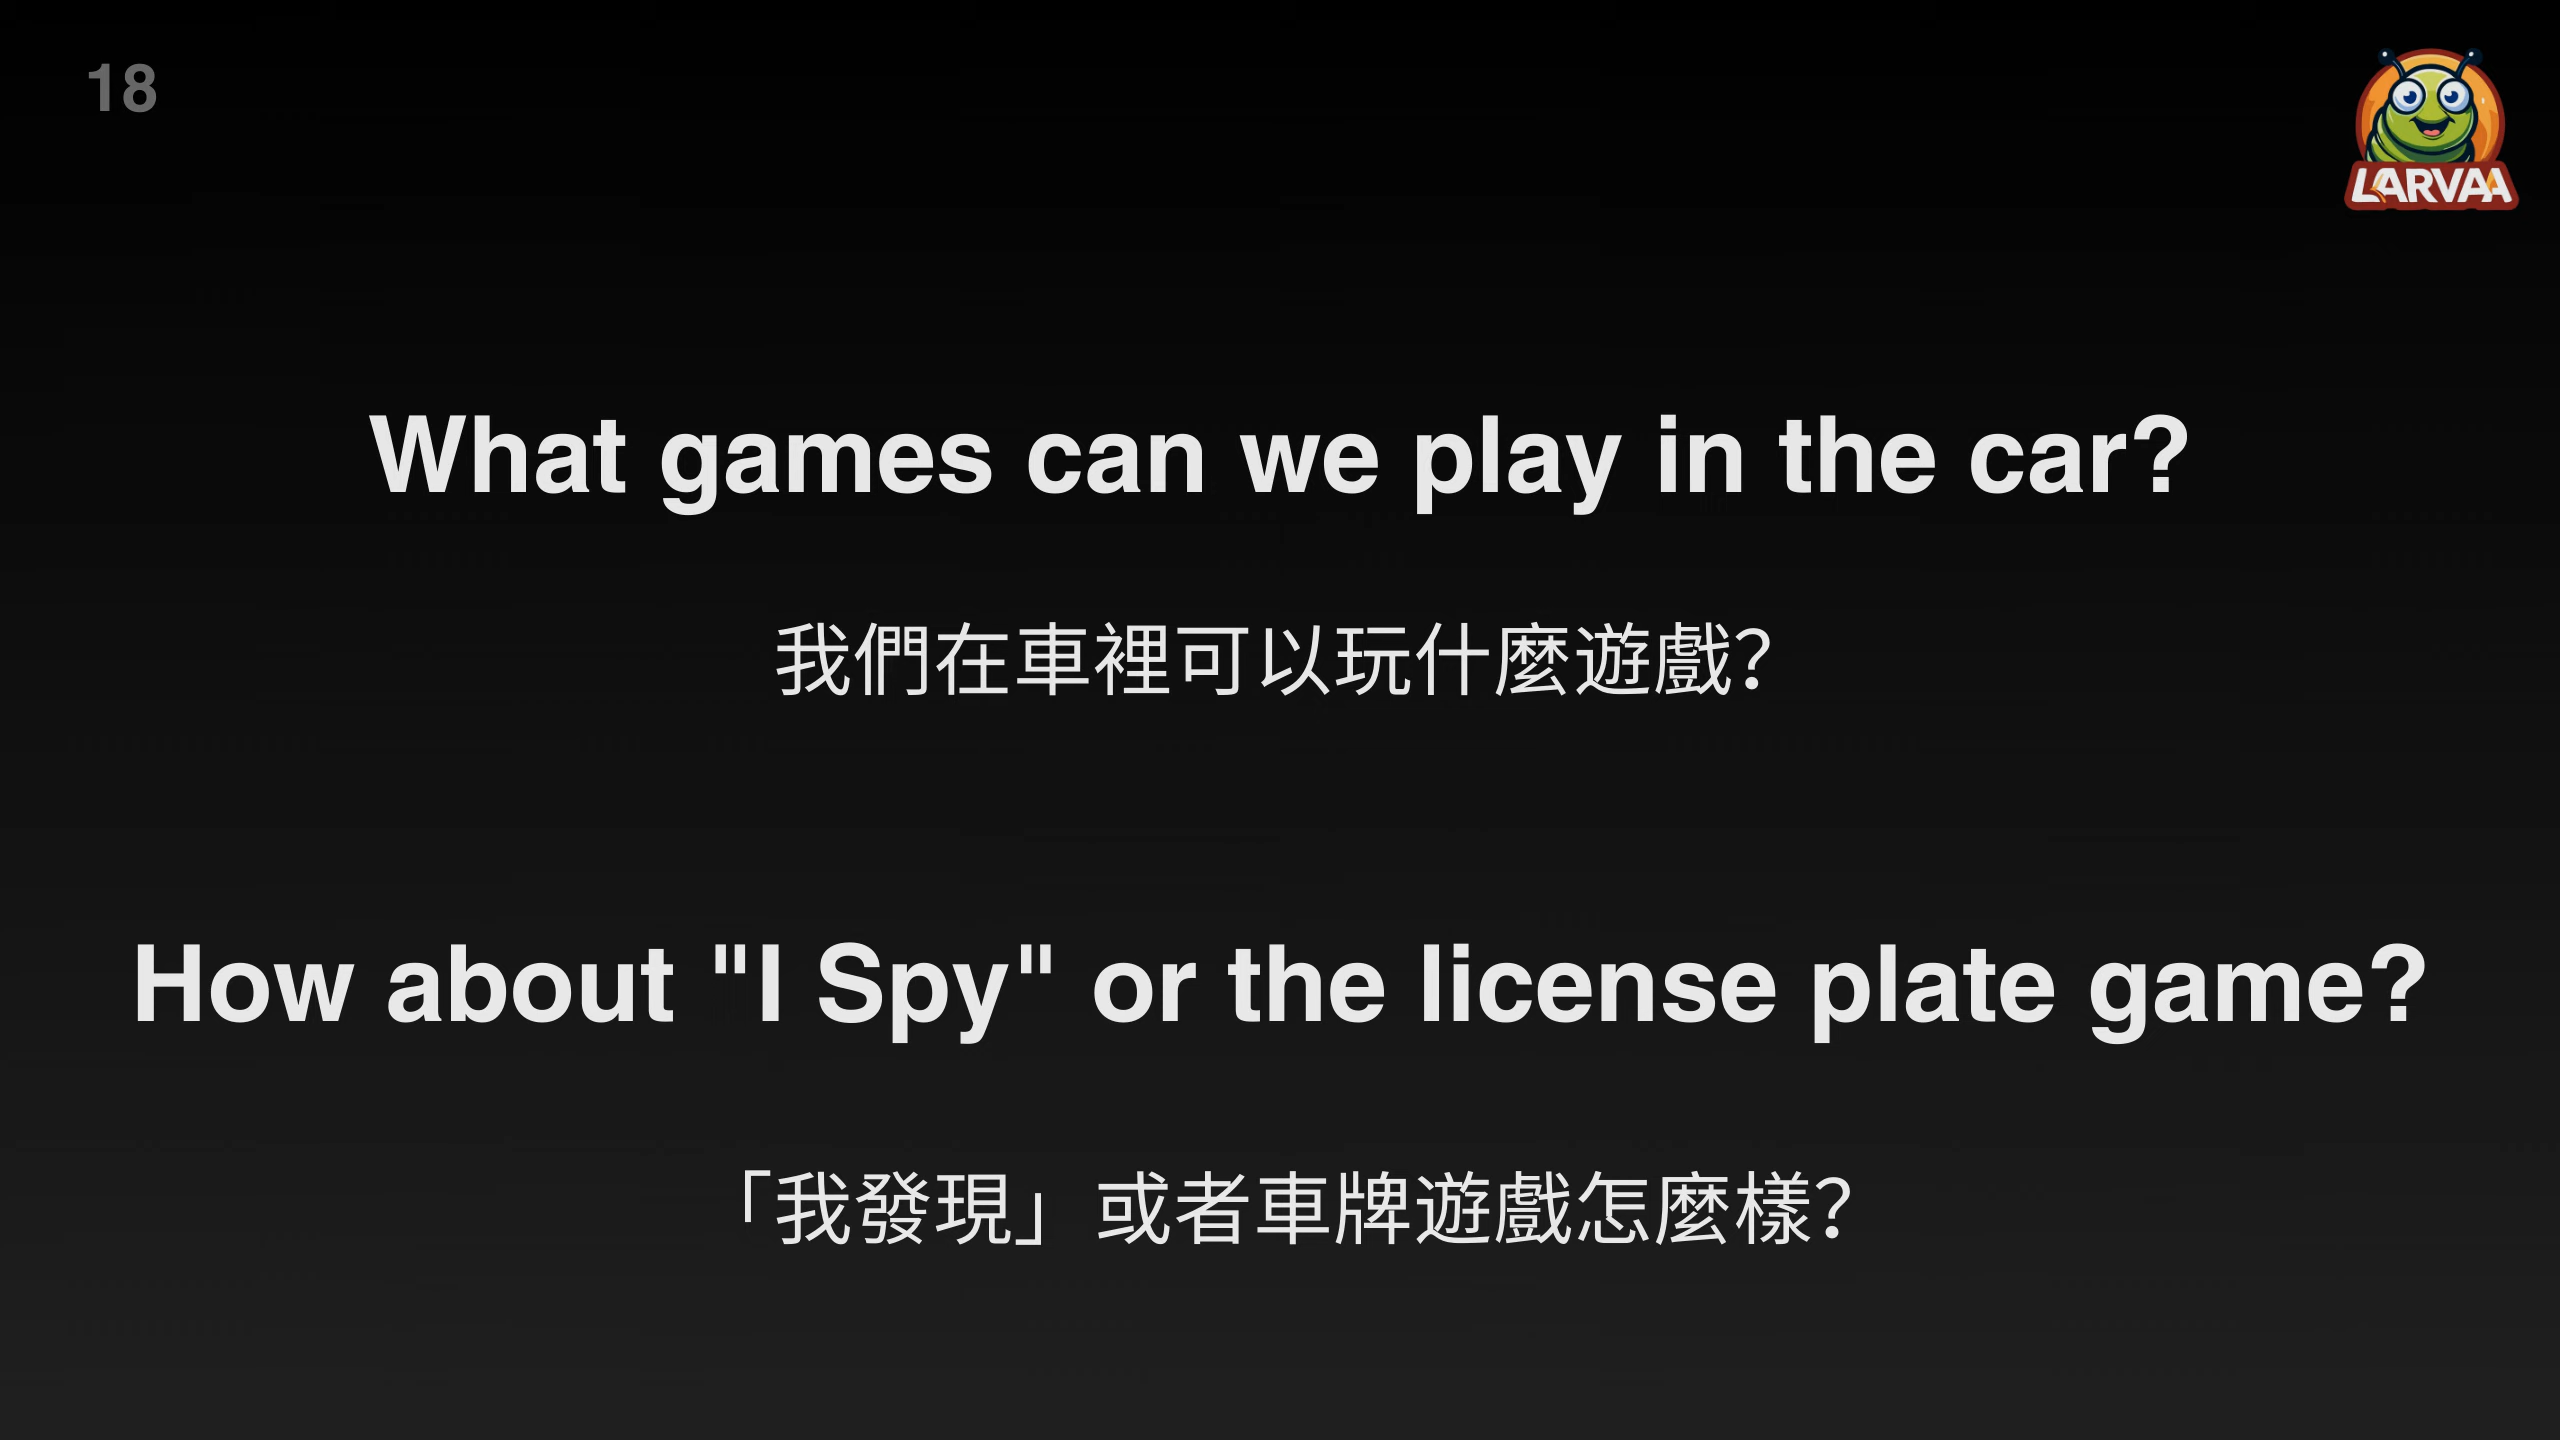 18
LARVAA
What games can we play in the car?
我們在車裡可以玩什麼遊戲?
How about "I Spy" or the license plate game?
「我發現」或者車牌遊戲怎麼樣?